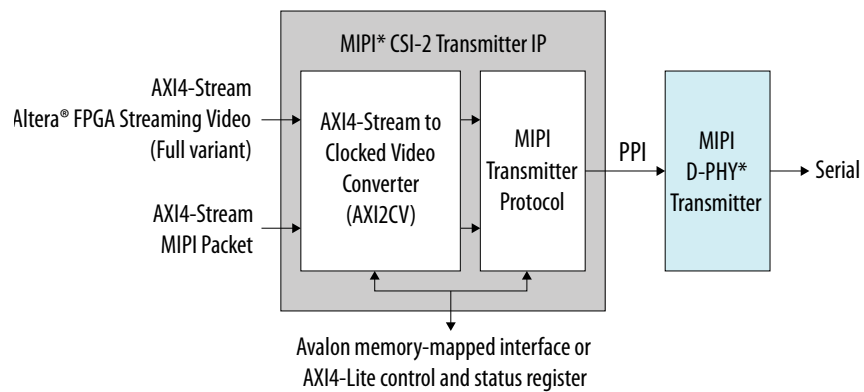 MIPI* CSI-2 Transmitter IP
AXI4-Stream
Altera® FPGA Streaming Video
(Full variant)
AXI4-Stream
MIPI Packet
AXI4-Stream to
Clocked Video
Converter
(AXI2CV)
MIPI
Transmitter
Protocol
PPI
MIPI
D-PHY*
Transmitter
Serial
Avalon memory-mapped interface or
AXI4-Lite control and status register